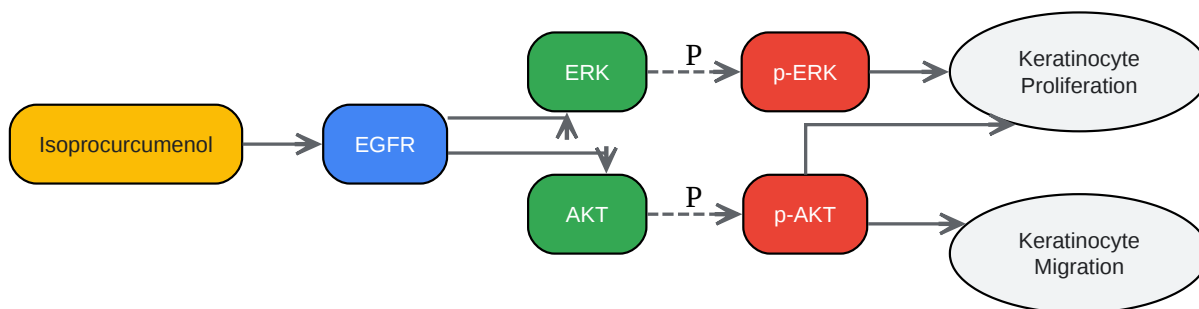 Isoprocurcumenol
EGFR
ERK
P
p-ERK
Keratinocyte
Proliferation
AKT
P
p-AKT
Keratinocyte
Migration